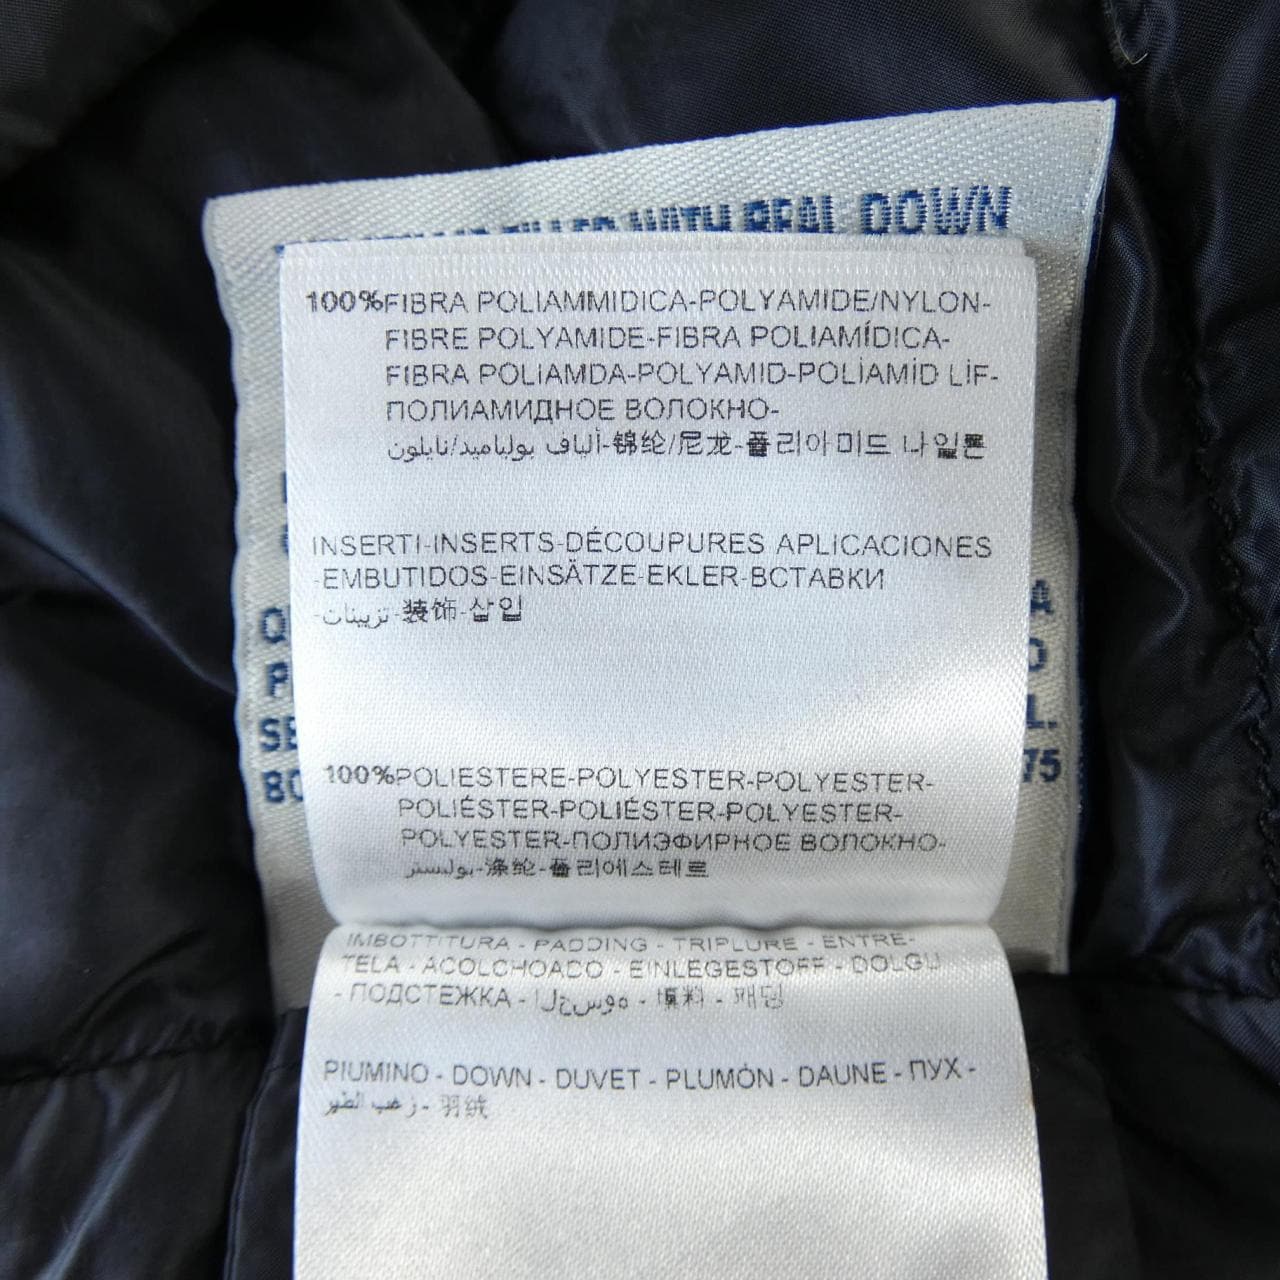 FILLED WITH REAL DOWN
100%FIBRA POLIAMMIDICA-POLYAMIDE/NYLON-
FIBRE POLYAMIDE-FIBRA POLIAMÍDICA-
FIBRA POLIAMDA-POLYAMID-POLİAMİD LİF-
ПОЛИАМИДНОЕ ВОЛОКНО-
ألياف بولياميد/نايلون-锦纶/尼龙-폴리아미드 나일론
INSERTI-INSERTS-DÉCOUPURES APLICACIONES
-EMBUTIDOS-EINSÄTZE-EKLER-ВСТАВКИ
-تزيينات-装饰-삽입
100%POLIESTERE-POLYESTER-POLYESTER-
POLIÉSTER-POLIÉSTER-POLYESTER-
POLYESTER-ПОЛИЭФИРНОЕ ВОЛОКНО-
بوليستر-涤纶-폴리에스테르
IMBOTTITURA - PADDING - TRIPLURE - ENTRE-
TELA - ACOLCHOADO - EINLEGESTOFF - DOLGU
- ПОДСТЕЖКА - الحشوه - 填料 - 패딩
PIUMINO - DOWN - DUVET - PLUMÓN - DAUNE - ПУХ -
زغب الطير - 羽绒